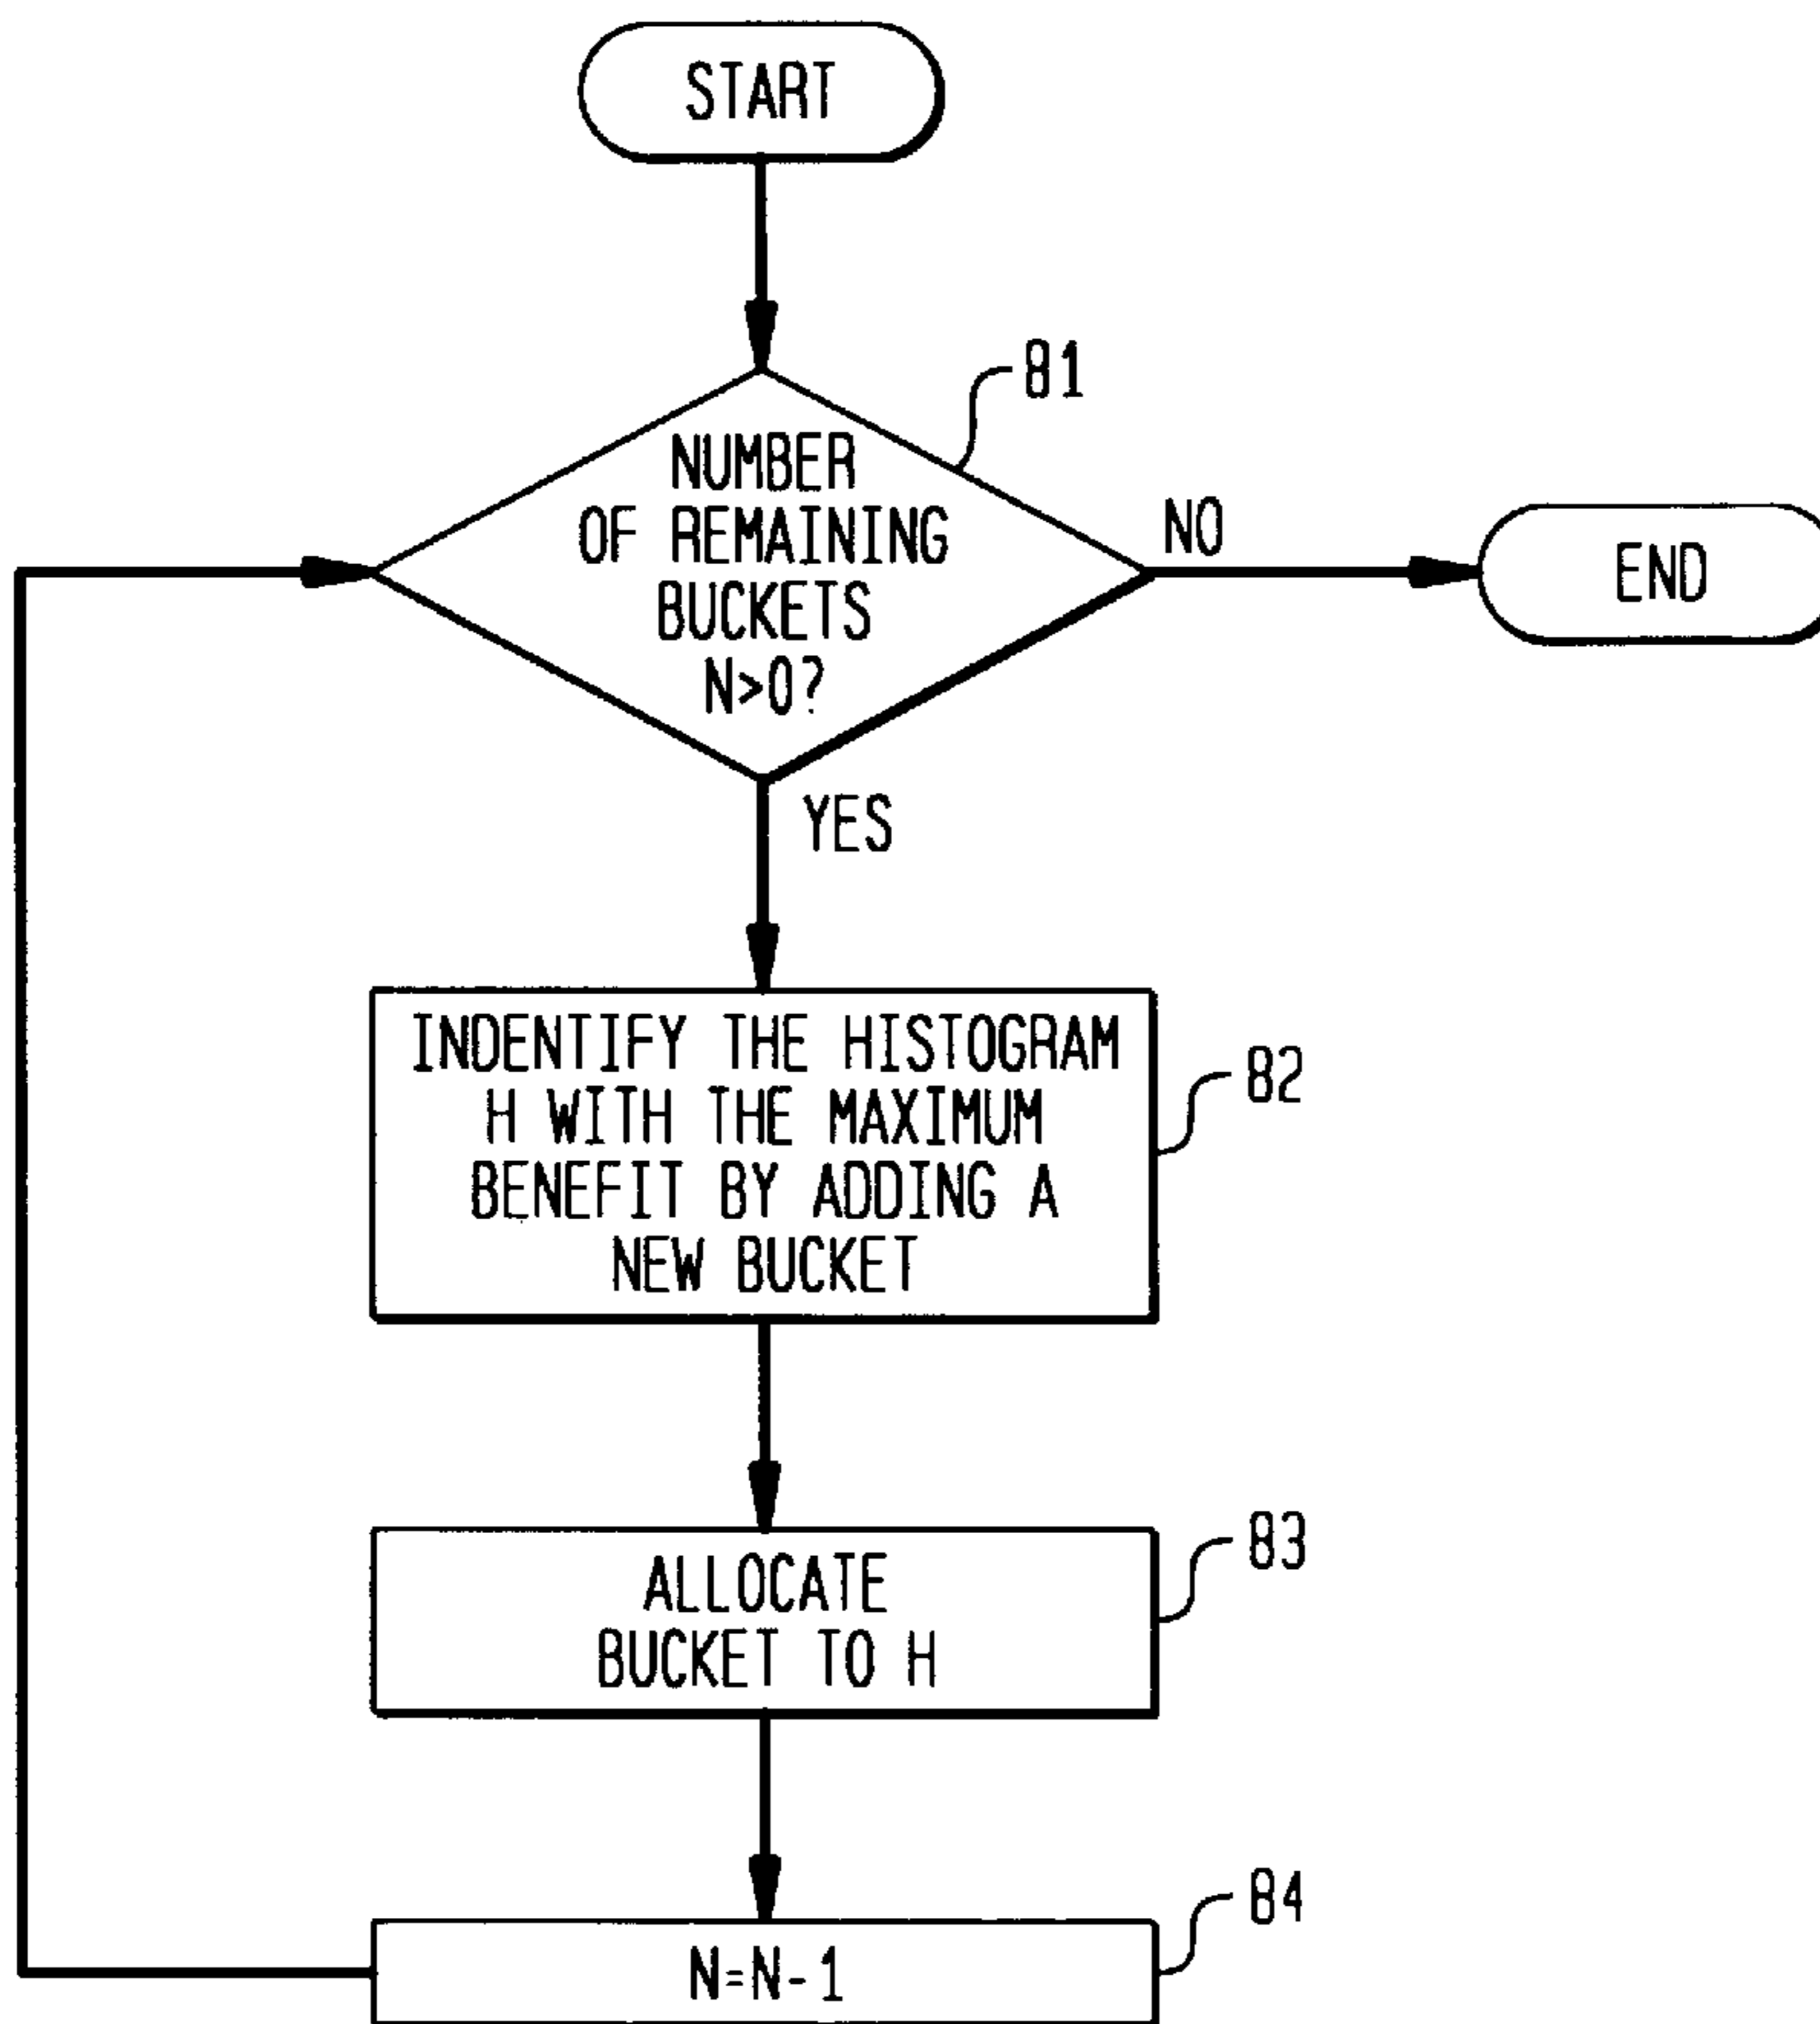 START
81
NUMBER
OF REMAINING
BUCKETS
N>0?
NO
END
YES
INDENTIFY THE HISTOGRAM
H WITH THE MAXIMUM
BENEFIT BY ADDING A
NEW BUCKET
82
ALLOCATE
BUCKET TO H
83
N=N-1
84